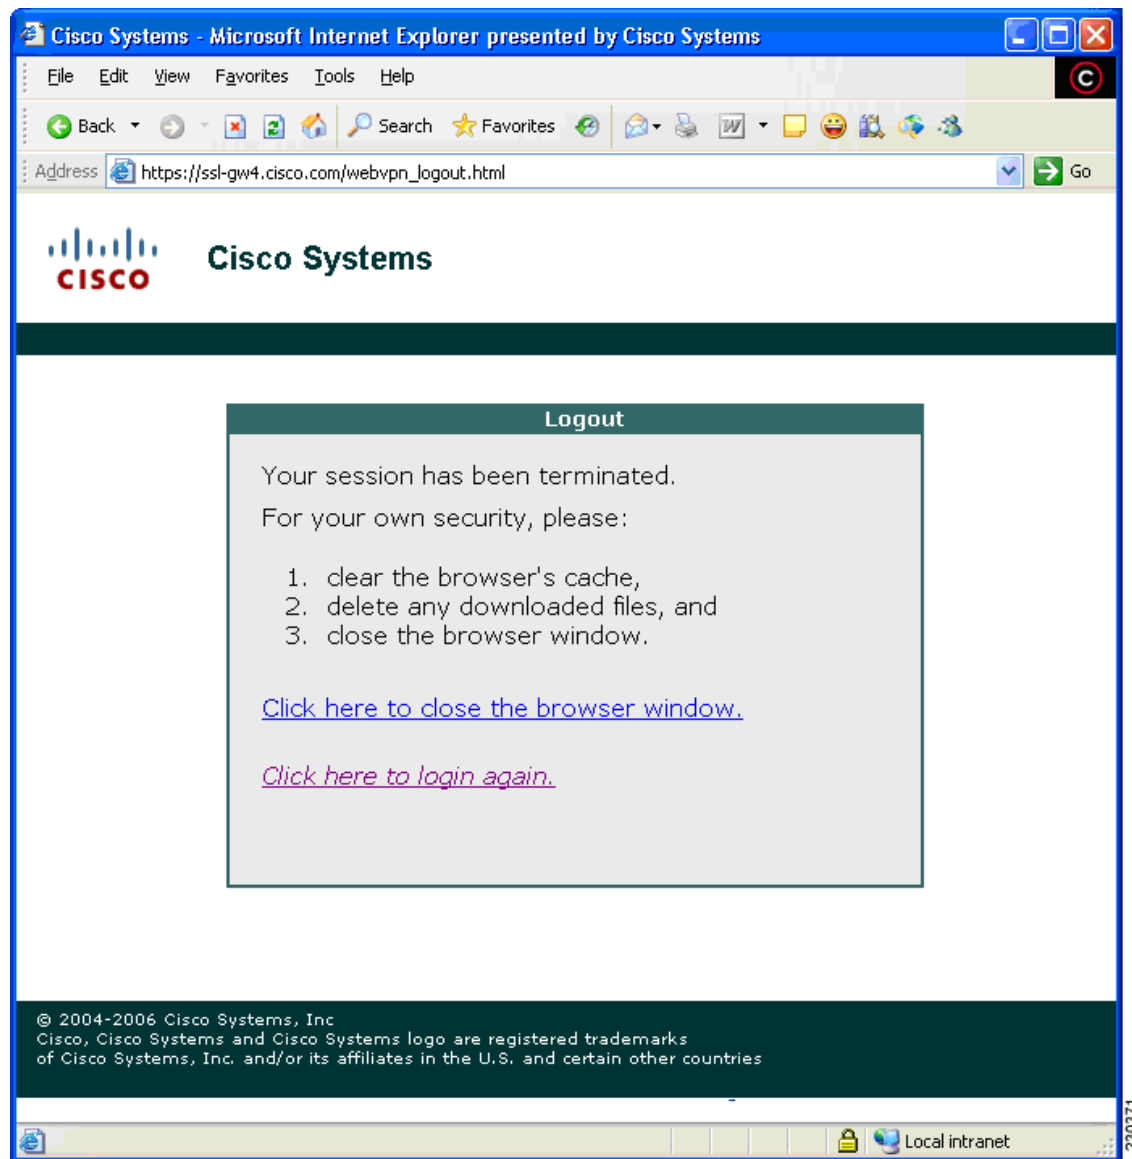 Cisco Systems - Microsoft Internet Explorer presented by Cisco Systems
File Edit View Favorites Tools Help
Back Search Favorites W
Address https://ssl-gw4.cisco.com/webvpn_logout.html Go
CISCO
Cisco Systems
Logout
Your session has been terminated.
For your own security, please:
1. clear the browser's cache,
2. delete any downloaded files, and
3. close the browser window.
Click here to close the browser window.
Click here to login again.
© 2004-2006 Cisco Systems, Inc
Cisco, Cisco Systems and Cisco Systems logo are registered trademarks
of Cisco Systems, Inc. and/or its affiliates in the U.S. and certain other countries
Local intranet
230371